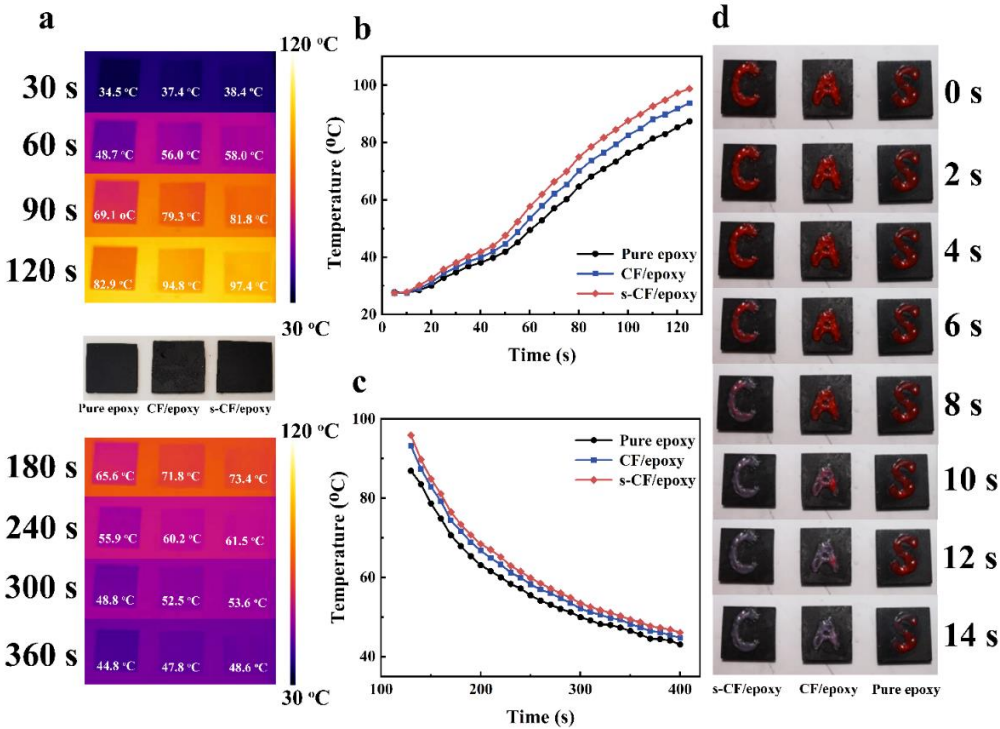 a
120 °C
30 s
34.5 °C 37.4 °C 38.4 °C
60 s
48.7 °C 56.0 °C 58.0 °C
90 s
69.1 oC 79.3 °C 81.8 °C
120 s
82.9 °C 94.8 °C 97.4 °C
30 °C
Pure epoxy CF/epoxy s-CF/epoxy
120 °C
180 s
65.6 °C 71.8 °C 73.4 °C
240 s
55.9 °C 60.2 °C 61.5 °C
300 s
48.8 °C 52.5 °C 53.6 °C
360 s
44.8 °C 47.8 °C 48.6 °C
30 °C
b
Temperature (°C)
100
80
60
40
20
Pure epoxy
CF/epoxy
s-CF/epoxy
0 20 40 60 80 100 120
Time (s)
c
Temperature (°C)
100
80
60
40
Pure epoxy
CF/epoxy
s-CF/epoxy
100 200 300 400
Time (s)
d
C A S 0 s
C A S 2 s
C A S 4 s
C A S 6 s
C A S 8 s
C A S 10 s
C A S 12 s
C A S 14 s
s-CF/epoxy CF/epoxy Pure epoxy